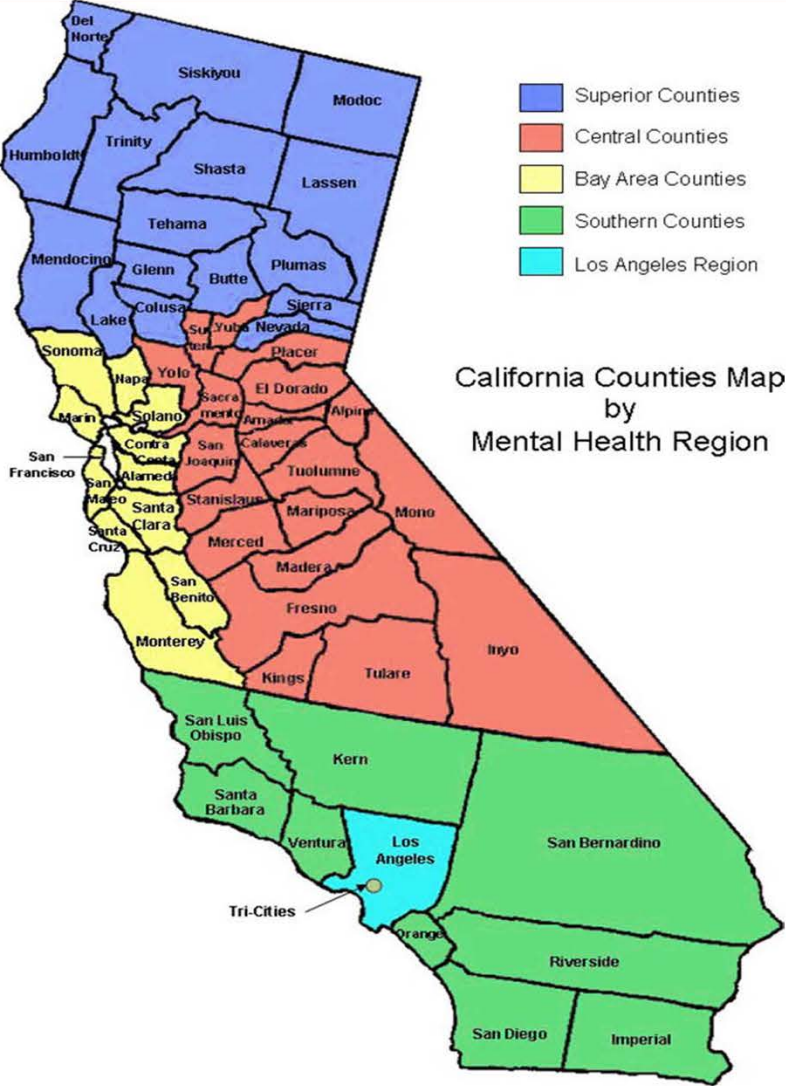 Del
Norte
Siskiyou
Modoc
Humboldt
Trinity
Shasta
Lassen
Tehama
Mendocino
Glenn
Butte
Plumas
Colusa
Lake
Sierra
Nevada
Su
tter
Yuba
Placer
Sonoma
Napa
Yolo
El Dorado
Sacra
mento
Alpine
Marin
Solano
Amador
Calaveras
Contra
Costa
San
Francisco
San
Joaquin
Tuolumne
Alameda
San
Mateo
Stanislaus
Mariposa
Mono
Santa
Clara
Santa
Cruz
Merced
Madera
San
Benito
Fresno
Monterey
Inyo
Kings
Tulare
San Luis
Obispo
Kern
Santa
Barbara
Ventura
Los
Angeles
San Bernardino
Tri-Cities
Orange
Riverside
San Diego
Imperial
Superior Counties
Central Counties
Bay Area Counties
Southern Counties
Los Angeles Region
California Counties Map
by
Mental Health Region